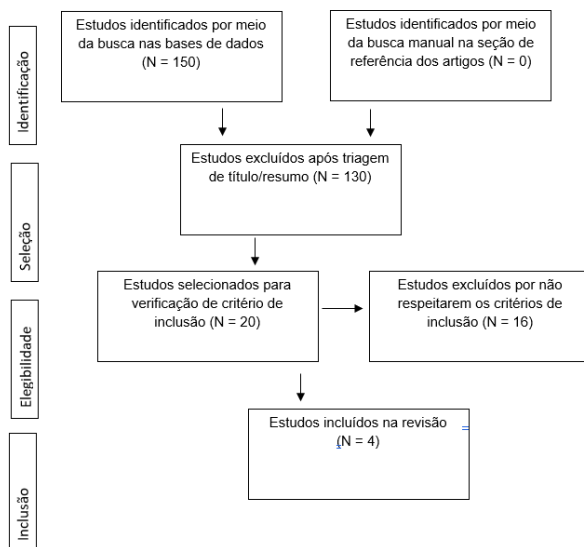 Identificação
Estudos identificados por meio
da busca nas bases de dados
(N = 150)
Estudos identificados por meio
da busca manual na seção de
referência dos artigos (N = 0)
Seleção
Estudos excluídos após triagem
de título/resumo (N = 130)
Elegibilidade
Estudos selecionados para
verificação de critério de
inclusão (N = 20)
Estudos excluídos por não
respeitarem os critérios de
inclusão (N = 16)
Inclusão
Estudos incluídos na revisão
(N = 4)